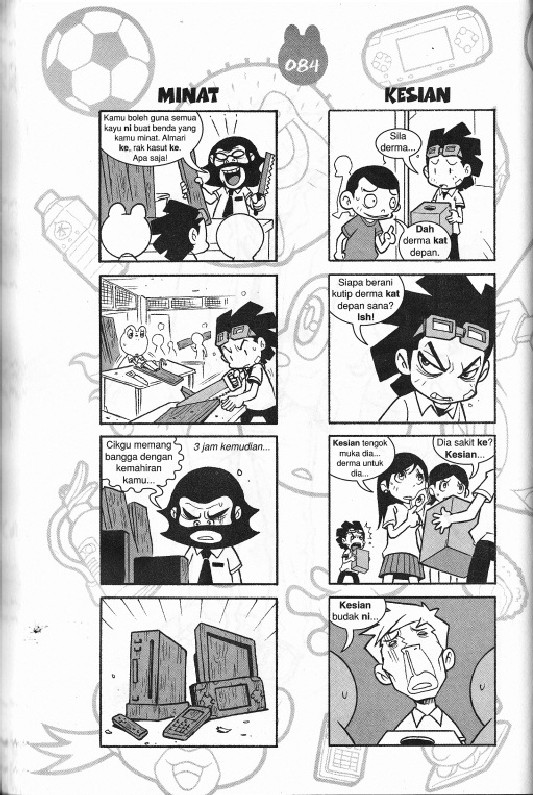 084
MINAT
Kamu boleh guna semua
kayu ni buat benda yang
kamu minat. Almari
ke, rak kasut ke.
Apa saja!
Cikgu memang
bangga dengan
kemahiran
kamu...
3 jam kemudian...
KESIAN
Sila
derma...
Dah
derma kat
depan.
Siapa berani
kutip derma kat
depan sana?
Ish!
Kesian tengok
muka dia...
derma untuk
dia...
Dia sakit ke?
Kesian...
Kesian
budak ni...